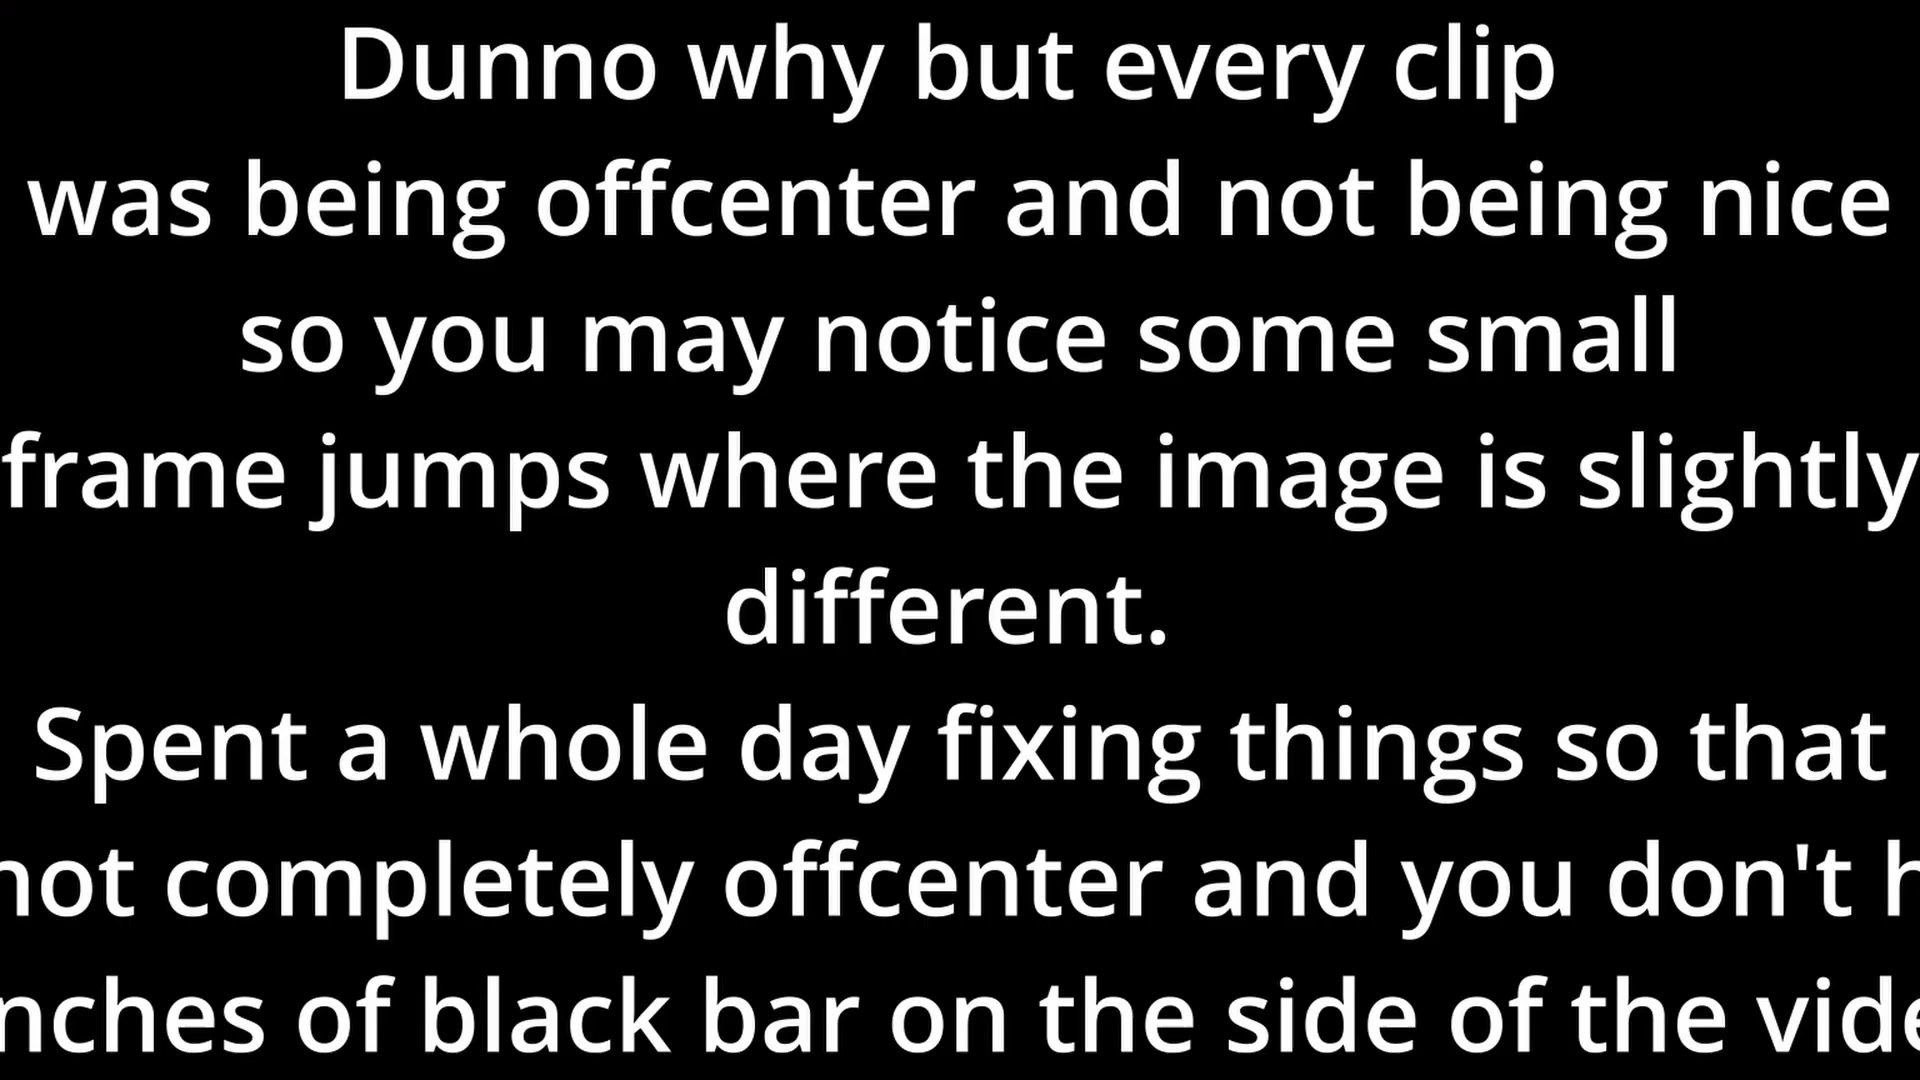 Dunno why but every clip
was being offcenter and not being nice
so you may notice some small
frame jumps where the image is slightly
different.
Spent a whole day fixing things so that
not completely offcenter and you don't
of black bar on the side of the